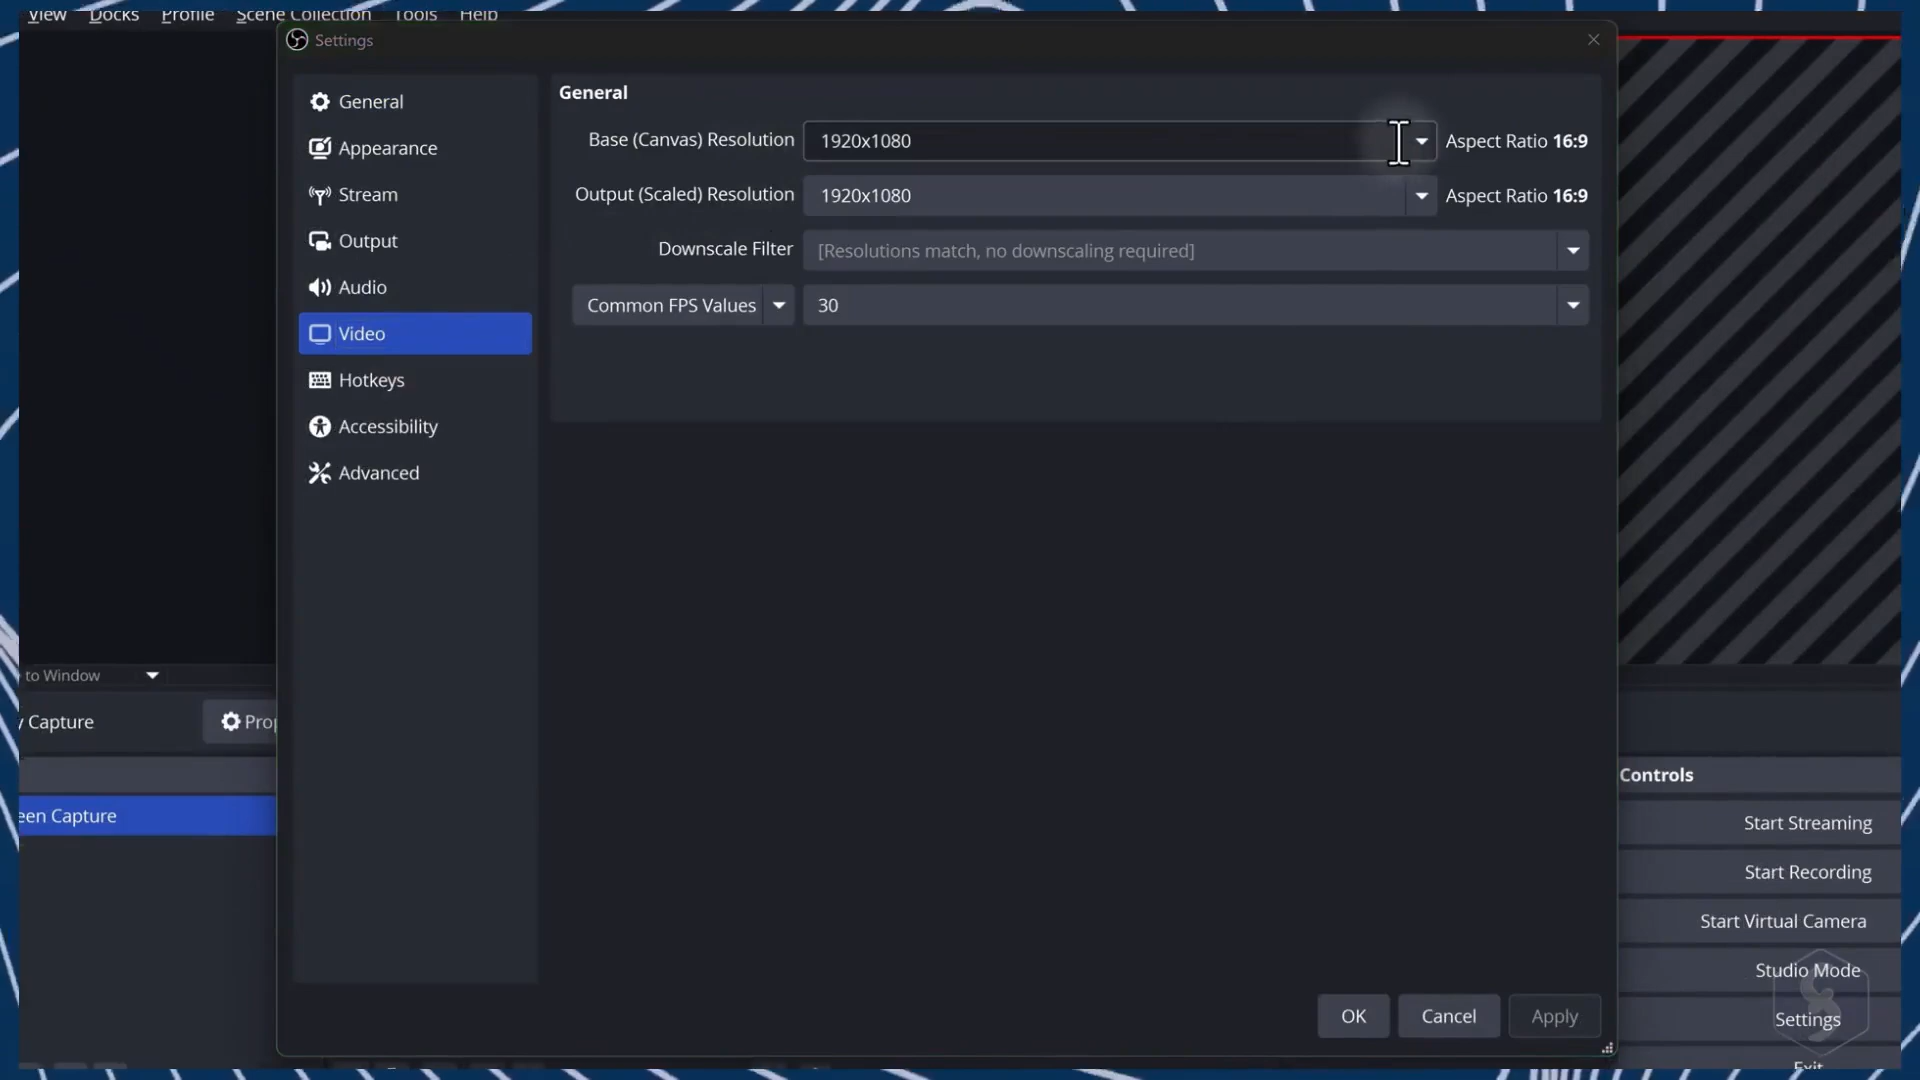 View Docks Profile Scene Collection Tools Help
Settings
General
Appearance
Stream
Output
Audio
Video
Hotkeys
Accessibility
Advanced
General
Base (Canvas) Resolution 1920x1080 Aspect Ratio 16:9
Output (Scaled) Resolution 1920x1080 Aspect Ratio 16:9
Downscale Filter [Resolutions match, no downscaling required]
Common FPS Values 30
to Window
y Capture Prop
een Capture
Controls
Start Streaming
Start Recording
Start Virtual Camera
Studio Mode
Settings
Exit
OK Cancel Apply